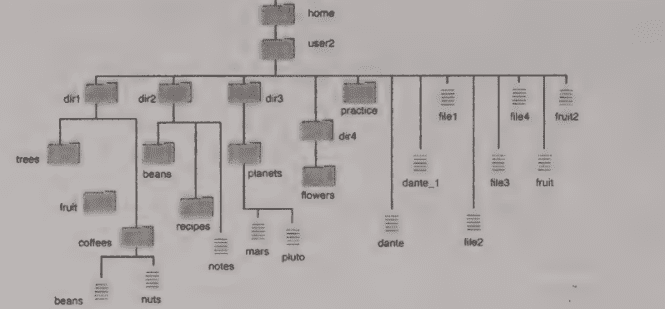 home
user2
dir1
dir2
dir3
practice
file1
file4
fruit2
dir4
trees
beans
planets
flowers
dante_1
file3
fruit
fruit
recipes
coffees
notes
mars
pluto
dante
file2
beans
nuts